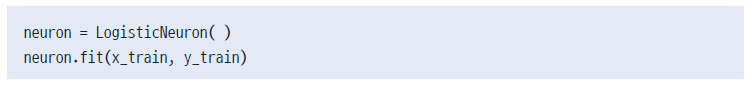 neuron = LogisticNeuron( )
neuron.fit(x_train, y_train)